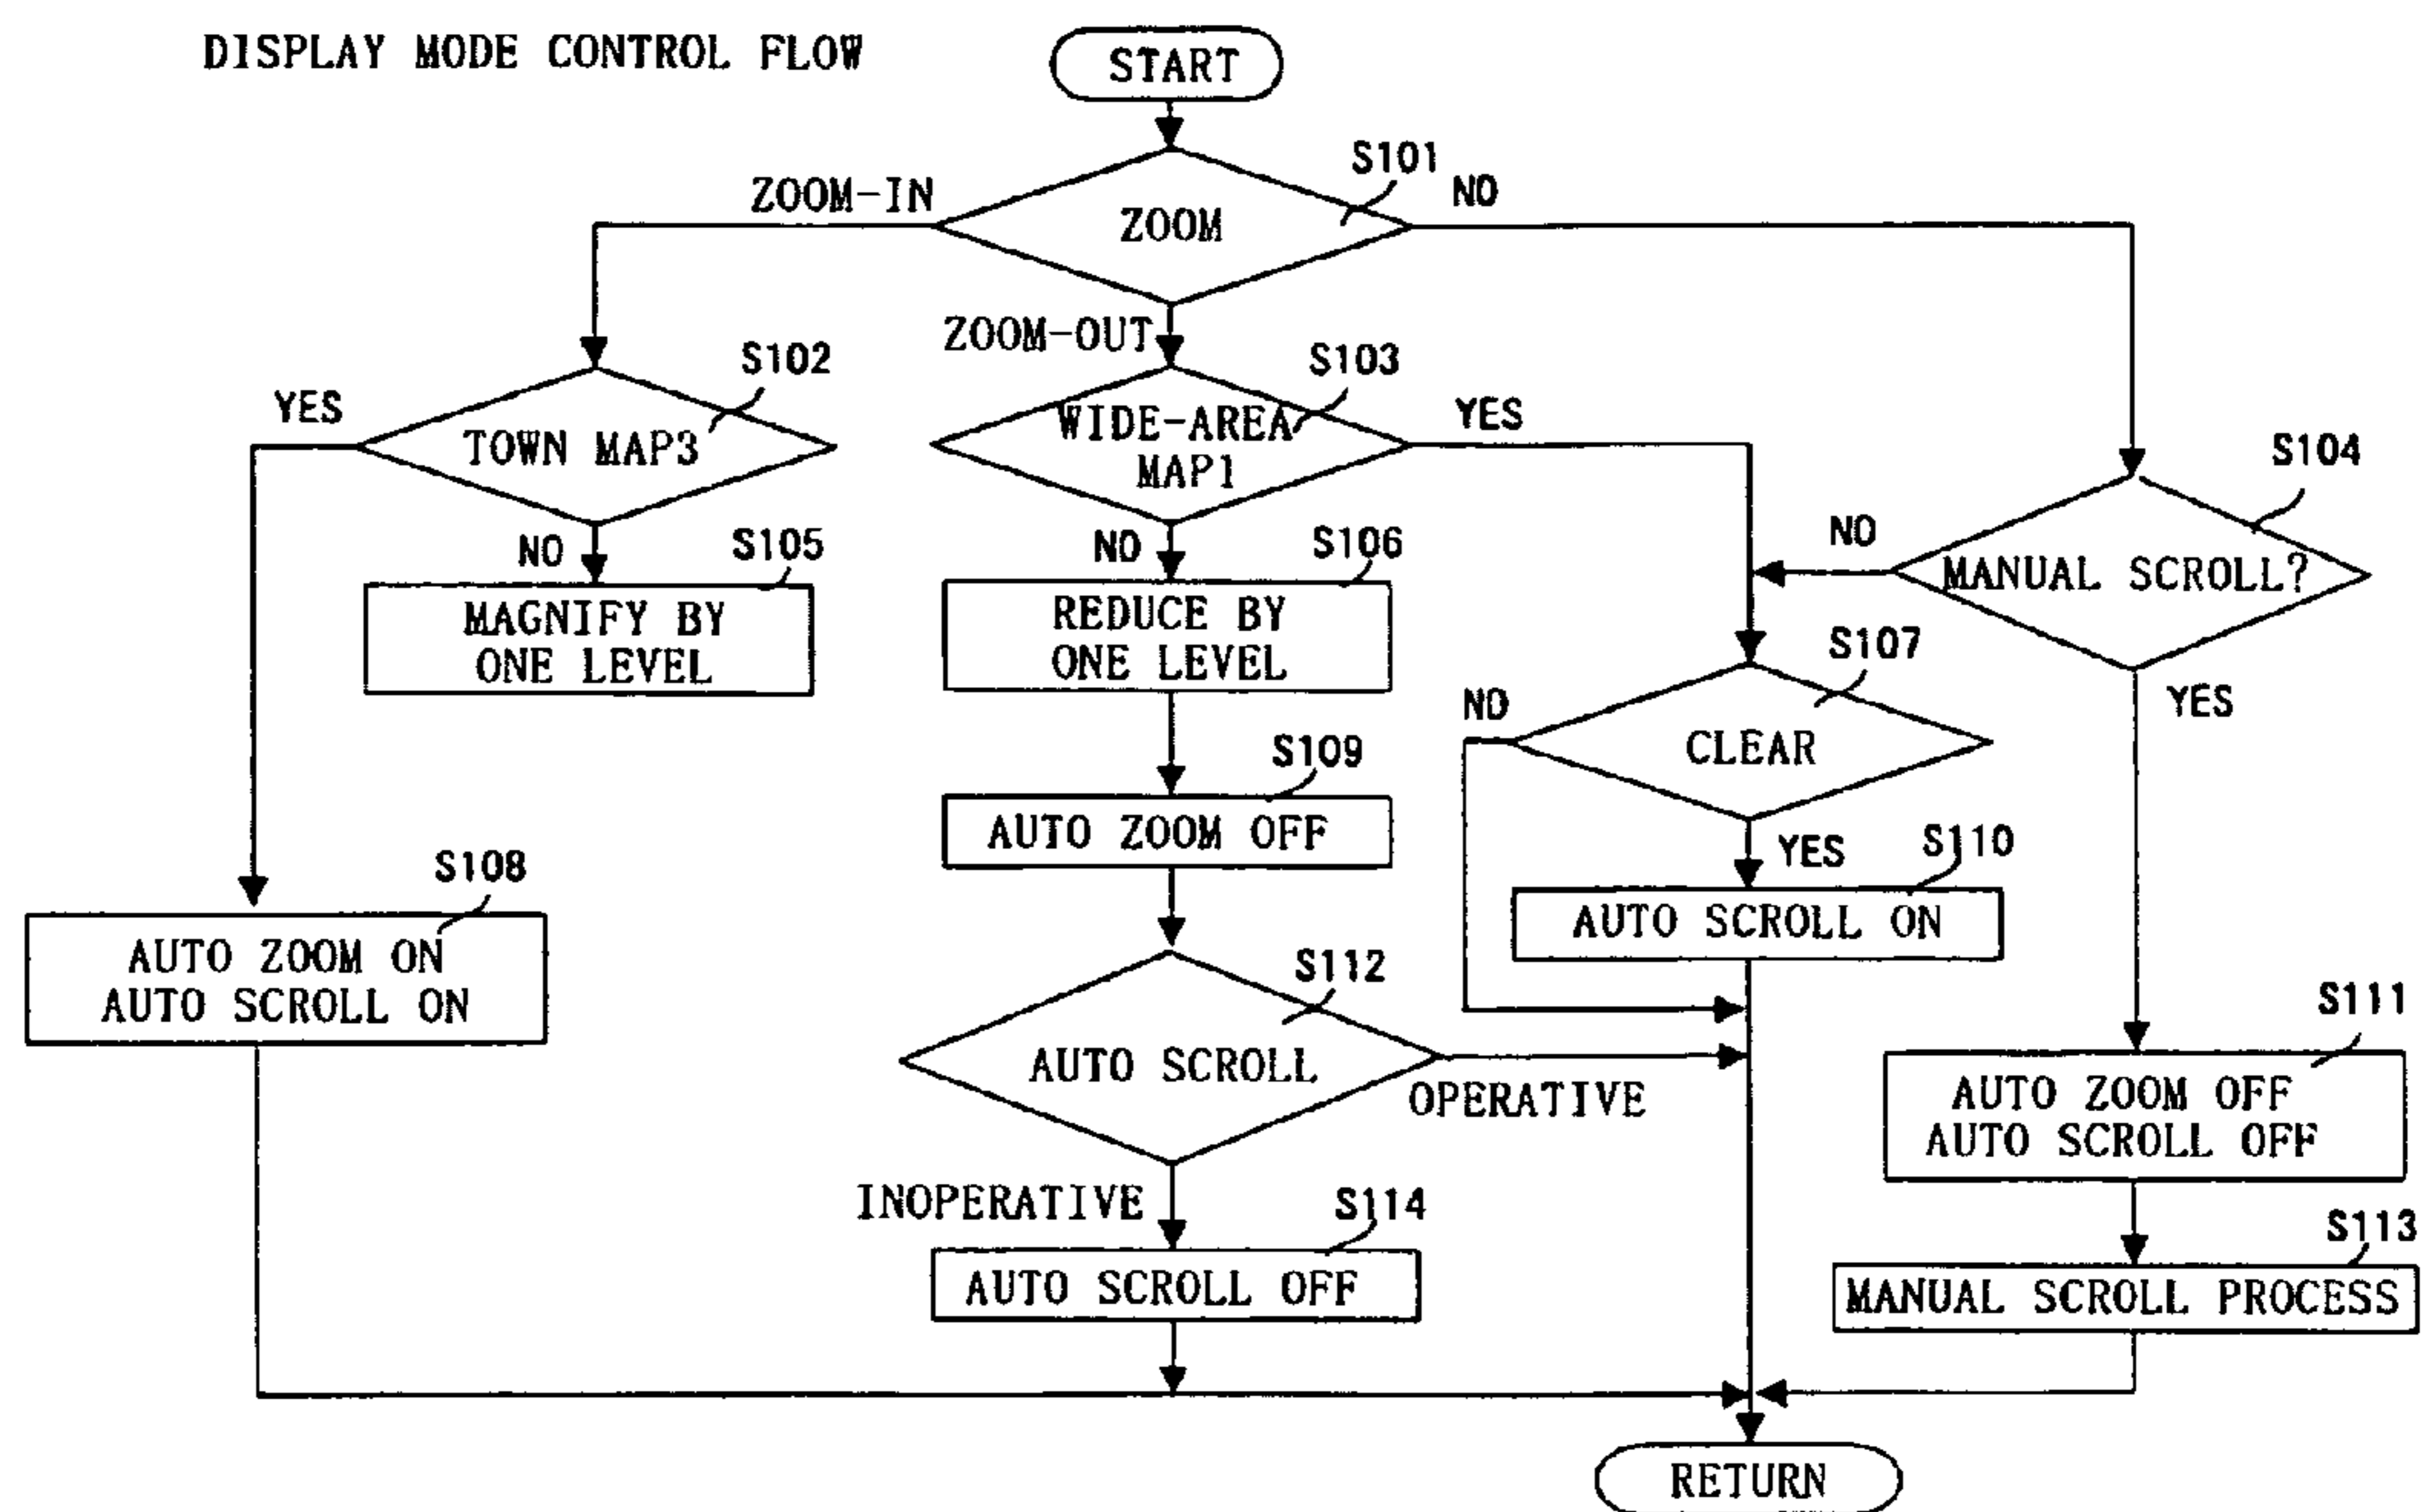 DISPLAY MODE CONTROL FLOW
START
S101
ZOOM-IN
ZOOM
NO
ZOOM-OUT
S102
S103
YES
TOWN MAP3
WIDE-AREA
MAP1
YES
S104
NO
MANUAL SCROLL?
NO
S105
NO
S106
MAGNIFY BY
ONE LEVEL
REDUCE BY
ONE LEVEL
S107
NO
CLEAR
YES
S109
AUTO ZOOM OFF
YES
S110
AUTO SCROLL ON
S108
AUTO ZOOM ON
AUTO SCROLL ON
S112
AUTO SCROLL
OPERATIVE
S111
AUTO ZOOM OFF
AUTO SCROLL OFF
INOPERATIVE
S114
AUTO SCROLL OFF
S113
MANUAL SCROLL PROCESS
RETURN